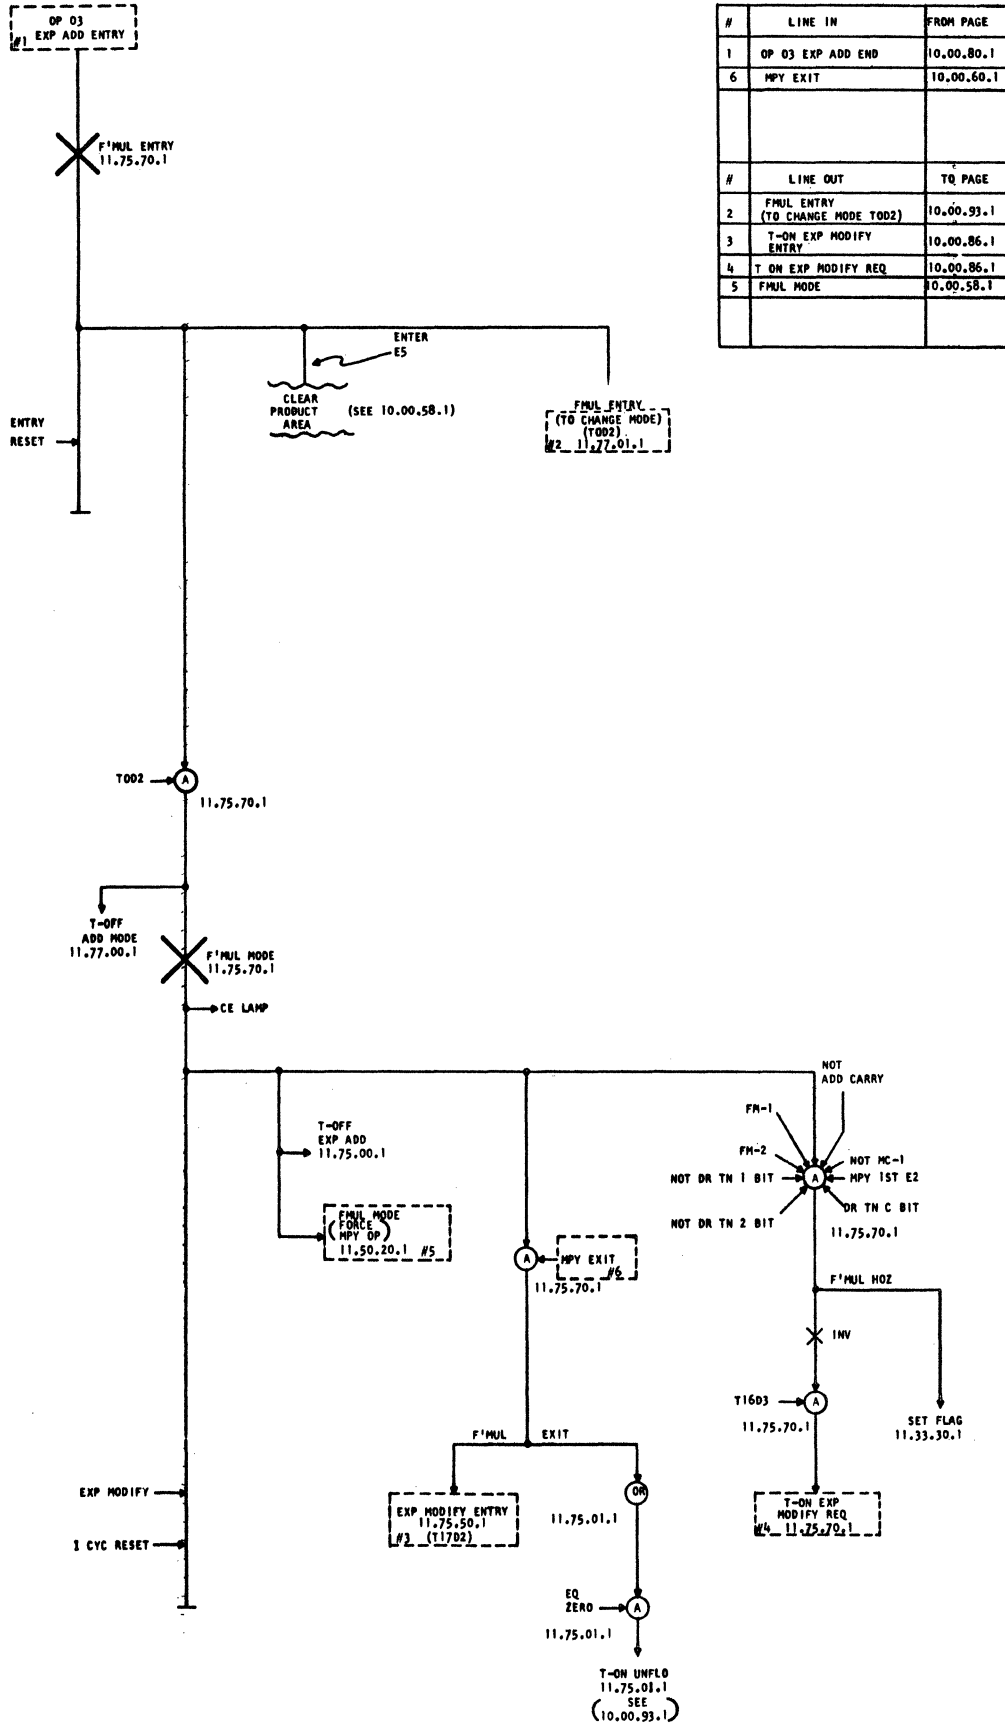 OP 03
EXP ADD ENTRY
#1
# LINE IN FROM PAGE
1 OP 03 EXP ADD END 10.00.80.1
6 MPY EXIT 10.00.60.1
# LINE OUT TO PAGE
2 FMUL ENTRY
(TO CHANGE MODE TOD2) 10.00.93.1
3 T-ON EXP MODIFY
ENTRY 10.00.86.1
4 T ON EXP MODIFY REQ 10.00.86.1
5 FMUL MODE 10.00.58.1
F'MUL ENTRY
11.75.70.1
ENTER
E5
CLEAR
PRODUCT
AREA
(SEE 10.00.58.1)
FMUL ENTRY
(TO CHANGE MODE)
(TOD2)
#2 11.77.01.1
ENTRY
RESET
TOD2
A
11.75.70.1
T-OFF
ADD MODE
11.77.00.1
F'MUL MODE
11.75.70.1
CE LAMP
NOT
ADD CARRY
FM-1
FM-2
NOT DR TN 1 BIT
NOT DR TN 2 BIT
A
NOT MC-1
MPY 1ST E2
DR TN C BIT
11.75.70.1
T-OFF
EXP ADD
11.75.00.1
FMUL MODE
(FORCE
MPY OP)
11.50.20.1 #5
A
MPY EXIT
#6
11.75.70.1
F'MUL HOZ
INV
T16D3
A
11.75.70.1
SET FLAG
11.33.30.1
F'MUL EXIT
EXP MODIFY
EXP MODIFY ENTRY
11.75.50.1
#3 (T17D2)
OR
11.75.01.1
T-ON EXP
MODIFY REQ
#4 11.75.70.1
I CYC RESET
EQ
ZERO
A
11.75.01.1
T-ON UNFLO
11.75.01.1
(SEE
10.00.93.1)